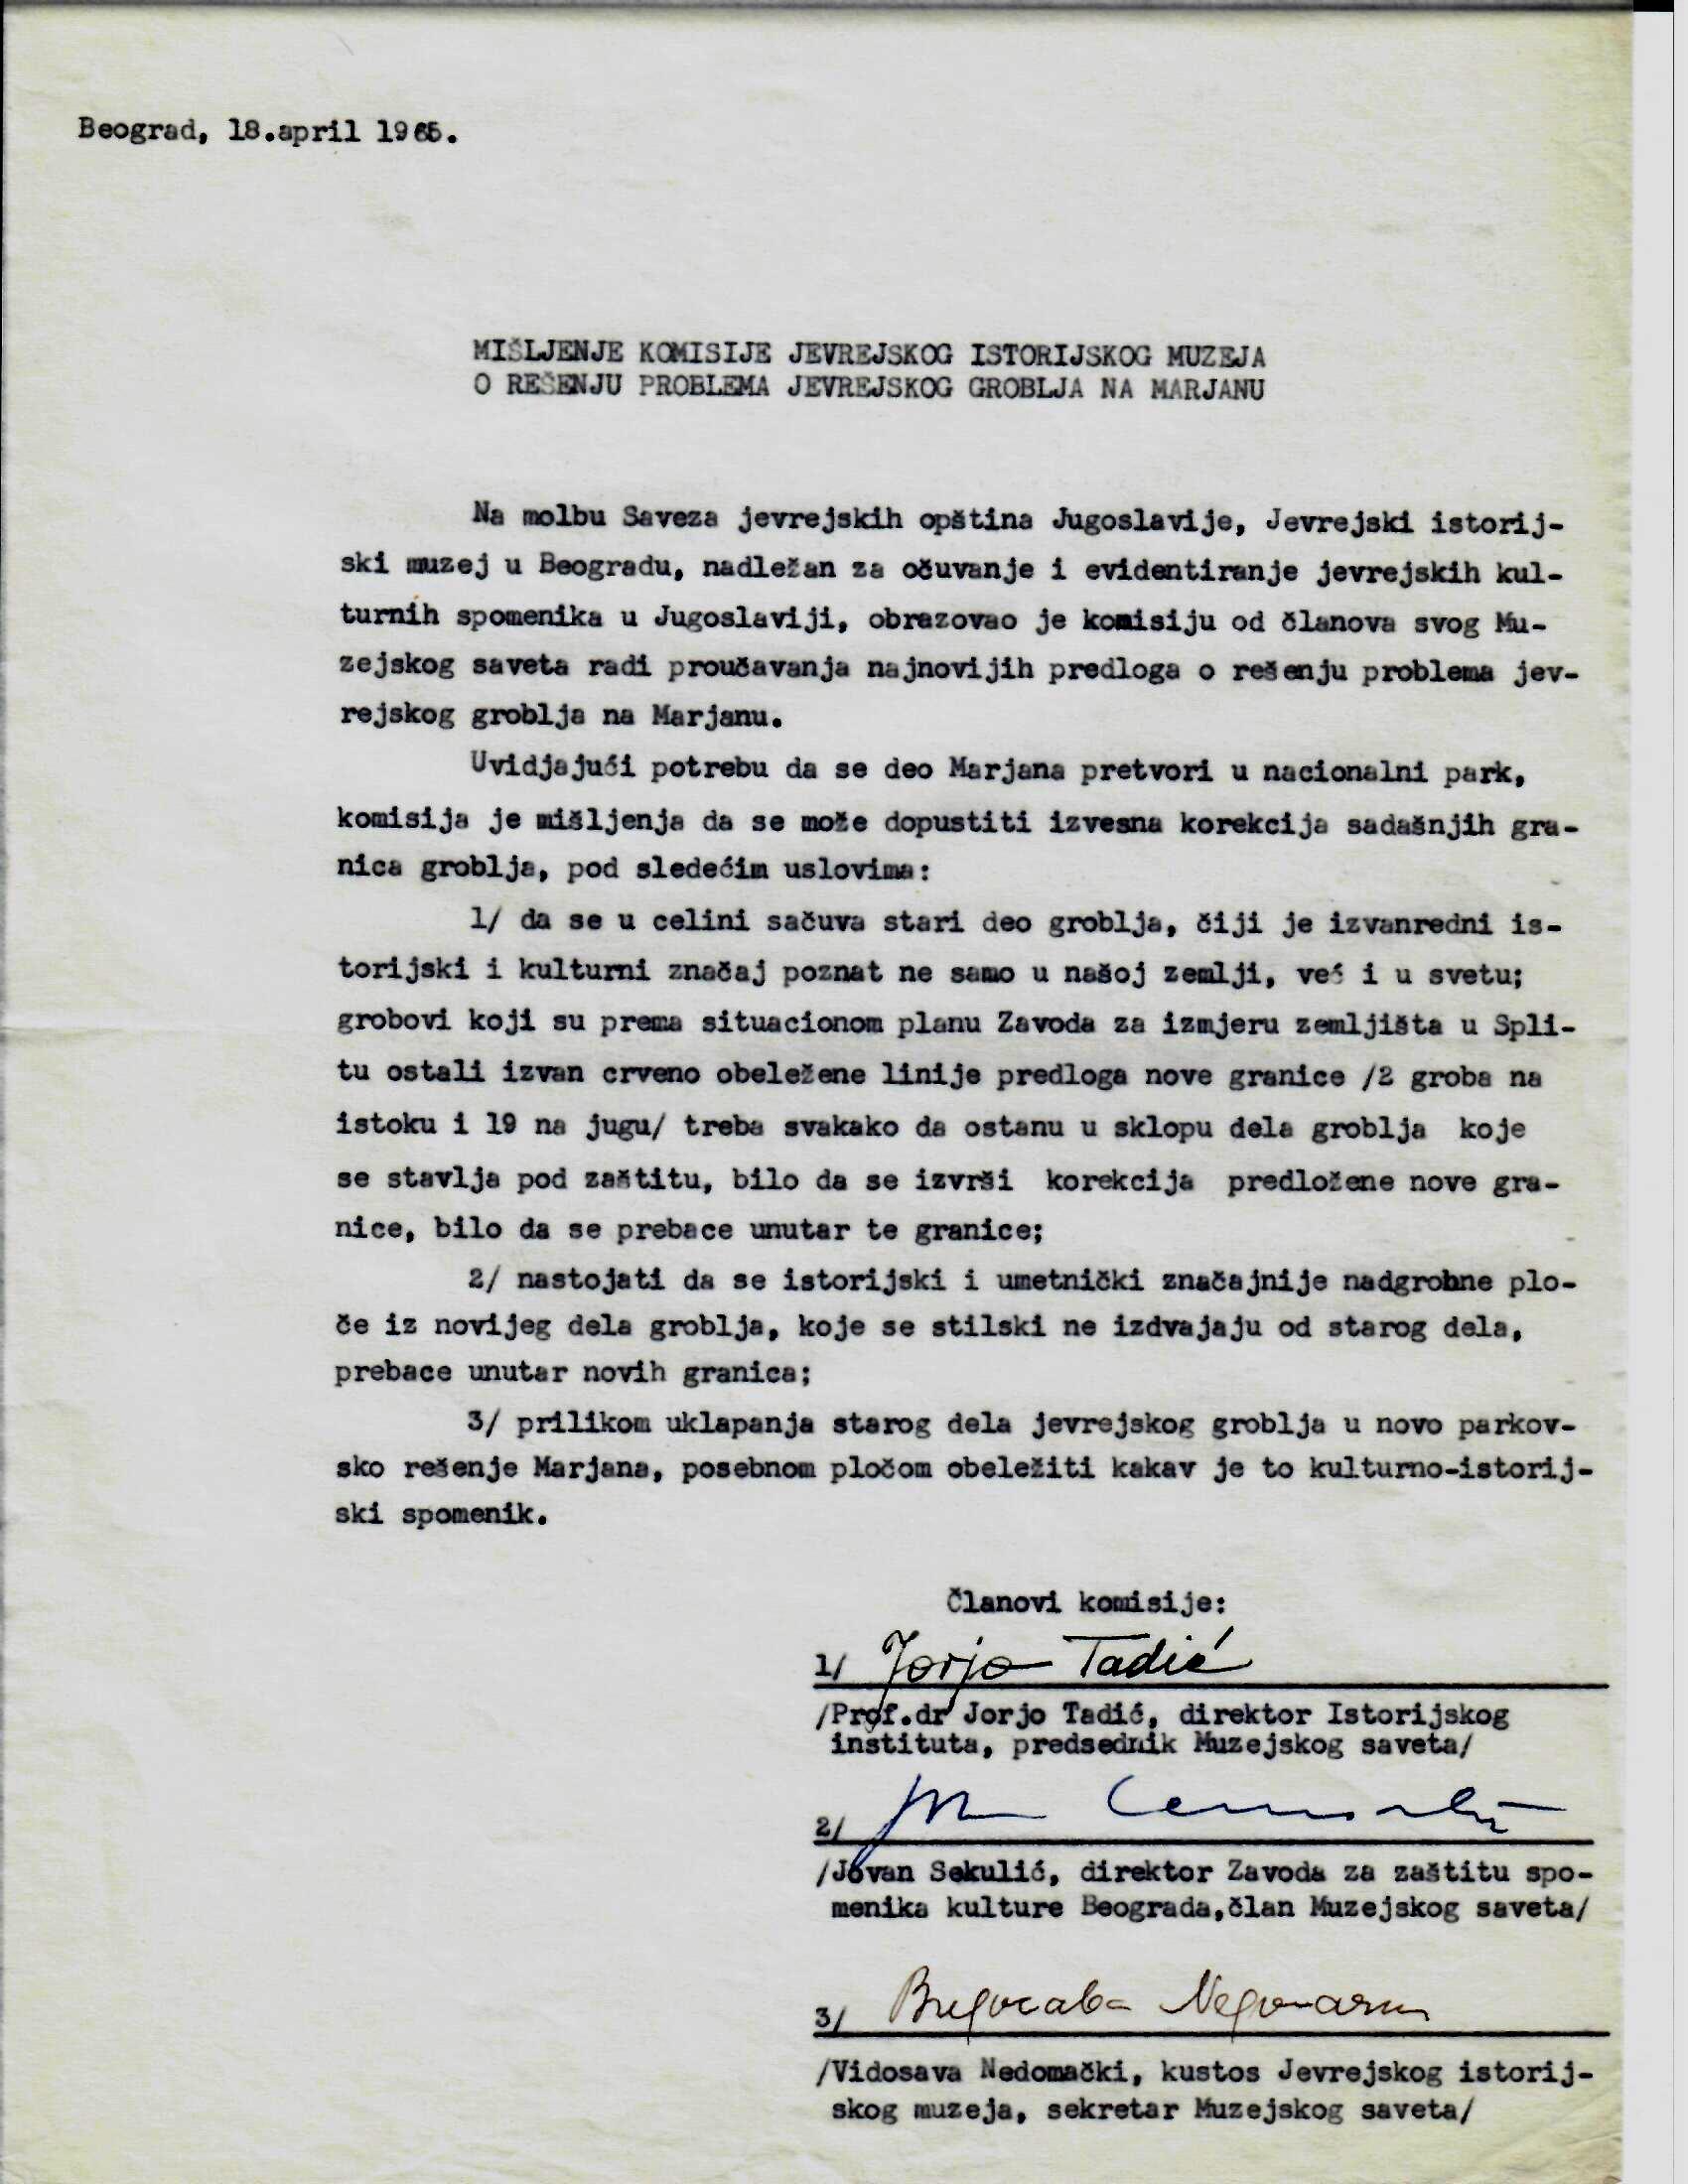 Beograd, 18.april 1965.
MIŠLJENJE KOMISIJE JEVREJSKOG ISTORIJSKOG MUZEJA
O REŠENJU PROBLEMA JEVREJSKOG GROBLJA NA MARJANU
Na molbu Saveza jevrejskih opština Jugoslavije, Jevrejski istorij-
ski muzej u Beogradu, nadležan za očuvanje i evidentiranje jevrejskih kul-
turnih spomenika u Jugoslaviji, obrazovao je komisiju od članova svog Mu-
zejskog saveta radi proučavanja najnovijih predloga o rešenju problema jev-
rejskog groblja na Marjanu.
Uvidjajući potrebu da se deo Marjana pretvori u nacionalni park,
komisija je mišljenja da se može dopustiti izvesna korekcija sadašnjih gra-
nica groblja, pod sledećim uslovima:
1/ da se u celini sačuva stari deo groblja, čiji je izvanredni is-
torijski i kulturni značaj poznat ne samo u našoj zemlji, već i u svetu;
grobovi koji su prema situacionom planu Zavoda za izmjeru zemljišta u Spli-
tu ostali izvan crveno obeležene linije predloga nove granice /2 groba na
istoku i 19 na jugu/ treba svakako da ostanu u sklopu dela groblja koje
se stavlja pod zaštitu, bilo da se izvrši korekcija predložene nove gra-
nice, bilo da se prebace unutar te granice;
2/ nastojati da se istorijski i umetnički značajnije nadgrobne plo-
če iz novijeg dela groblja, koje se stilski ne izdvajaju od starog dela,
prebace unutar novih granica;
3/ prilikom uklapanja starog dela jevrejskog groblja u novo parkov-
sko rešenje Marjana, posebnom pločom obeležiti kakav je to kulturno-istorij-
ski spomenik.
Članovi komisije:
1/ Jorjo Tadić
/Prof.dr Jorjo Tadić, direktor Istorijskog
instituta, predsednik Muzejskog saveta/
2/
/Jovan Sekulić, direktor Zavoda za zaštitu spo-
menika kulture Beograda,član Muzejskog saveta/
3/
/Vidosava Nedomački, kustos Jevrejskog istorij-
skog muzeja, sekretar Muzejskog saveta/